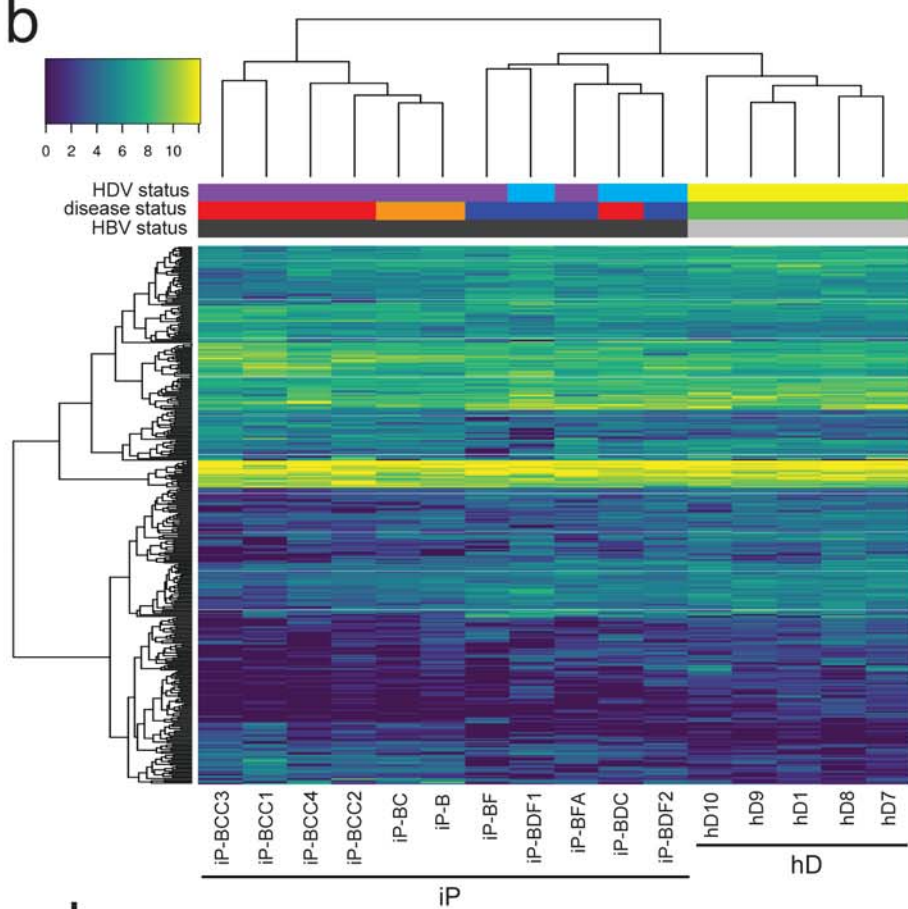 b
0 2 4 6 8 10
HDV status
disease status
HBV status
iP-BCC3 iP-BCC1 iP-BCC4 iP-BCC2 iP-BC iP-B iP-BF iP-BDF1 iP-BFA iP-BDC iP-BDF2 hD10 hD9 hD1 hD8 hD7
iP hD